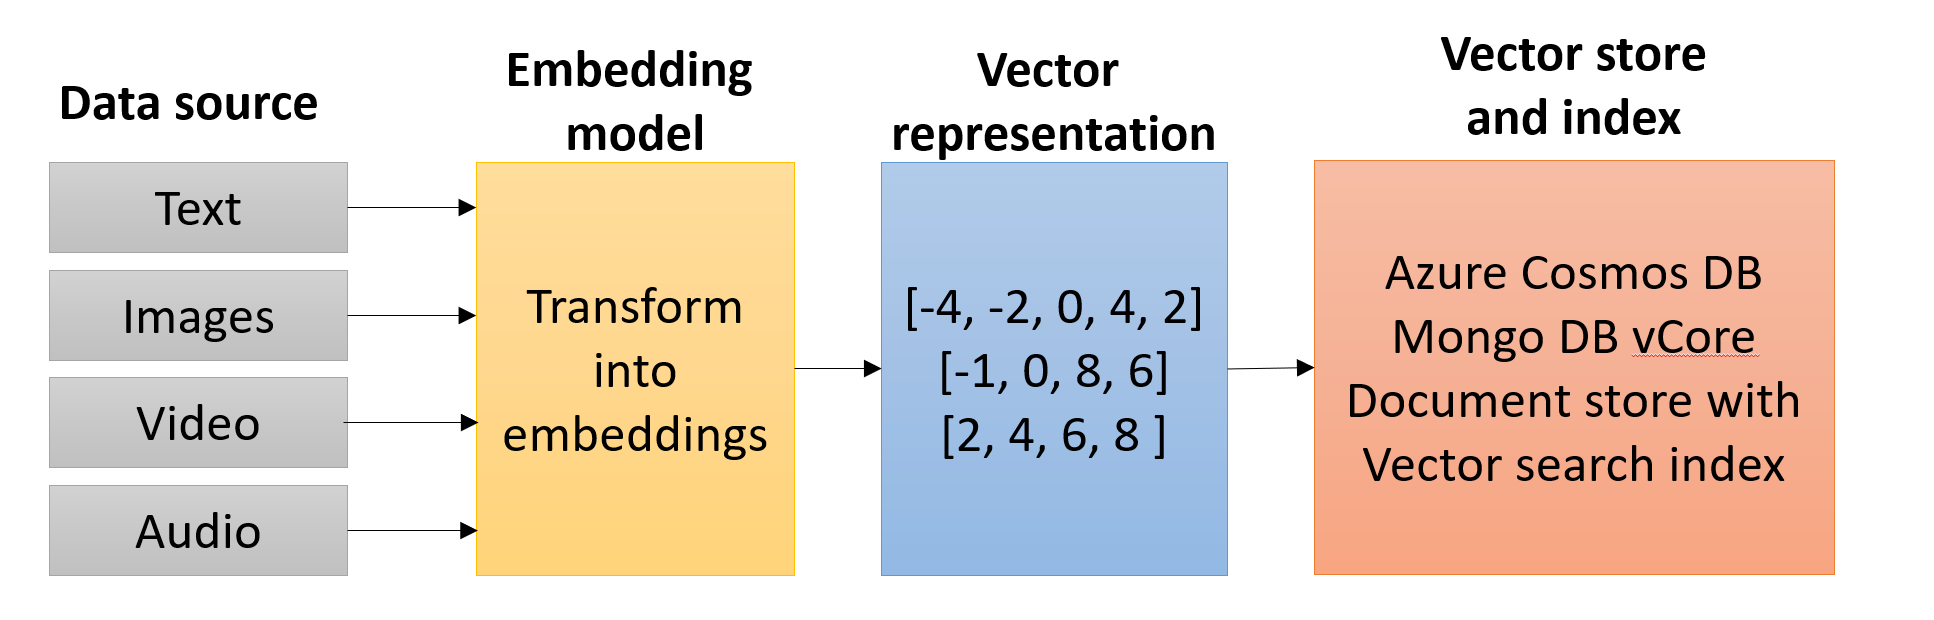 Data source
Text
Images
Video
Audio
Embedding
model
Transform
into
embeddings
Vector
representation
[-4, -2, 0, 4, 2]
[-1, 0, 8, 6]
[2, 4, 6, 8 ]
Vector store
and index
Azure Cosmos DB
Mongo DB vCore
Document store with
Vector search index